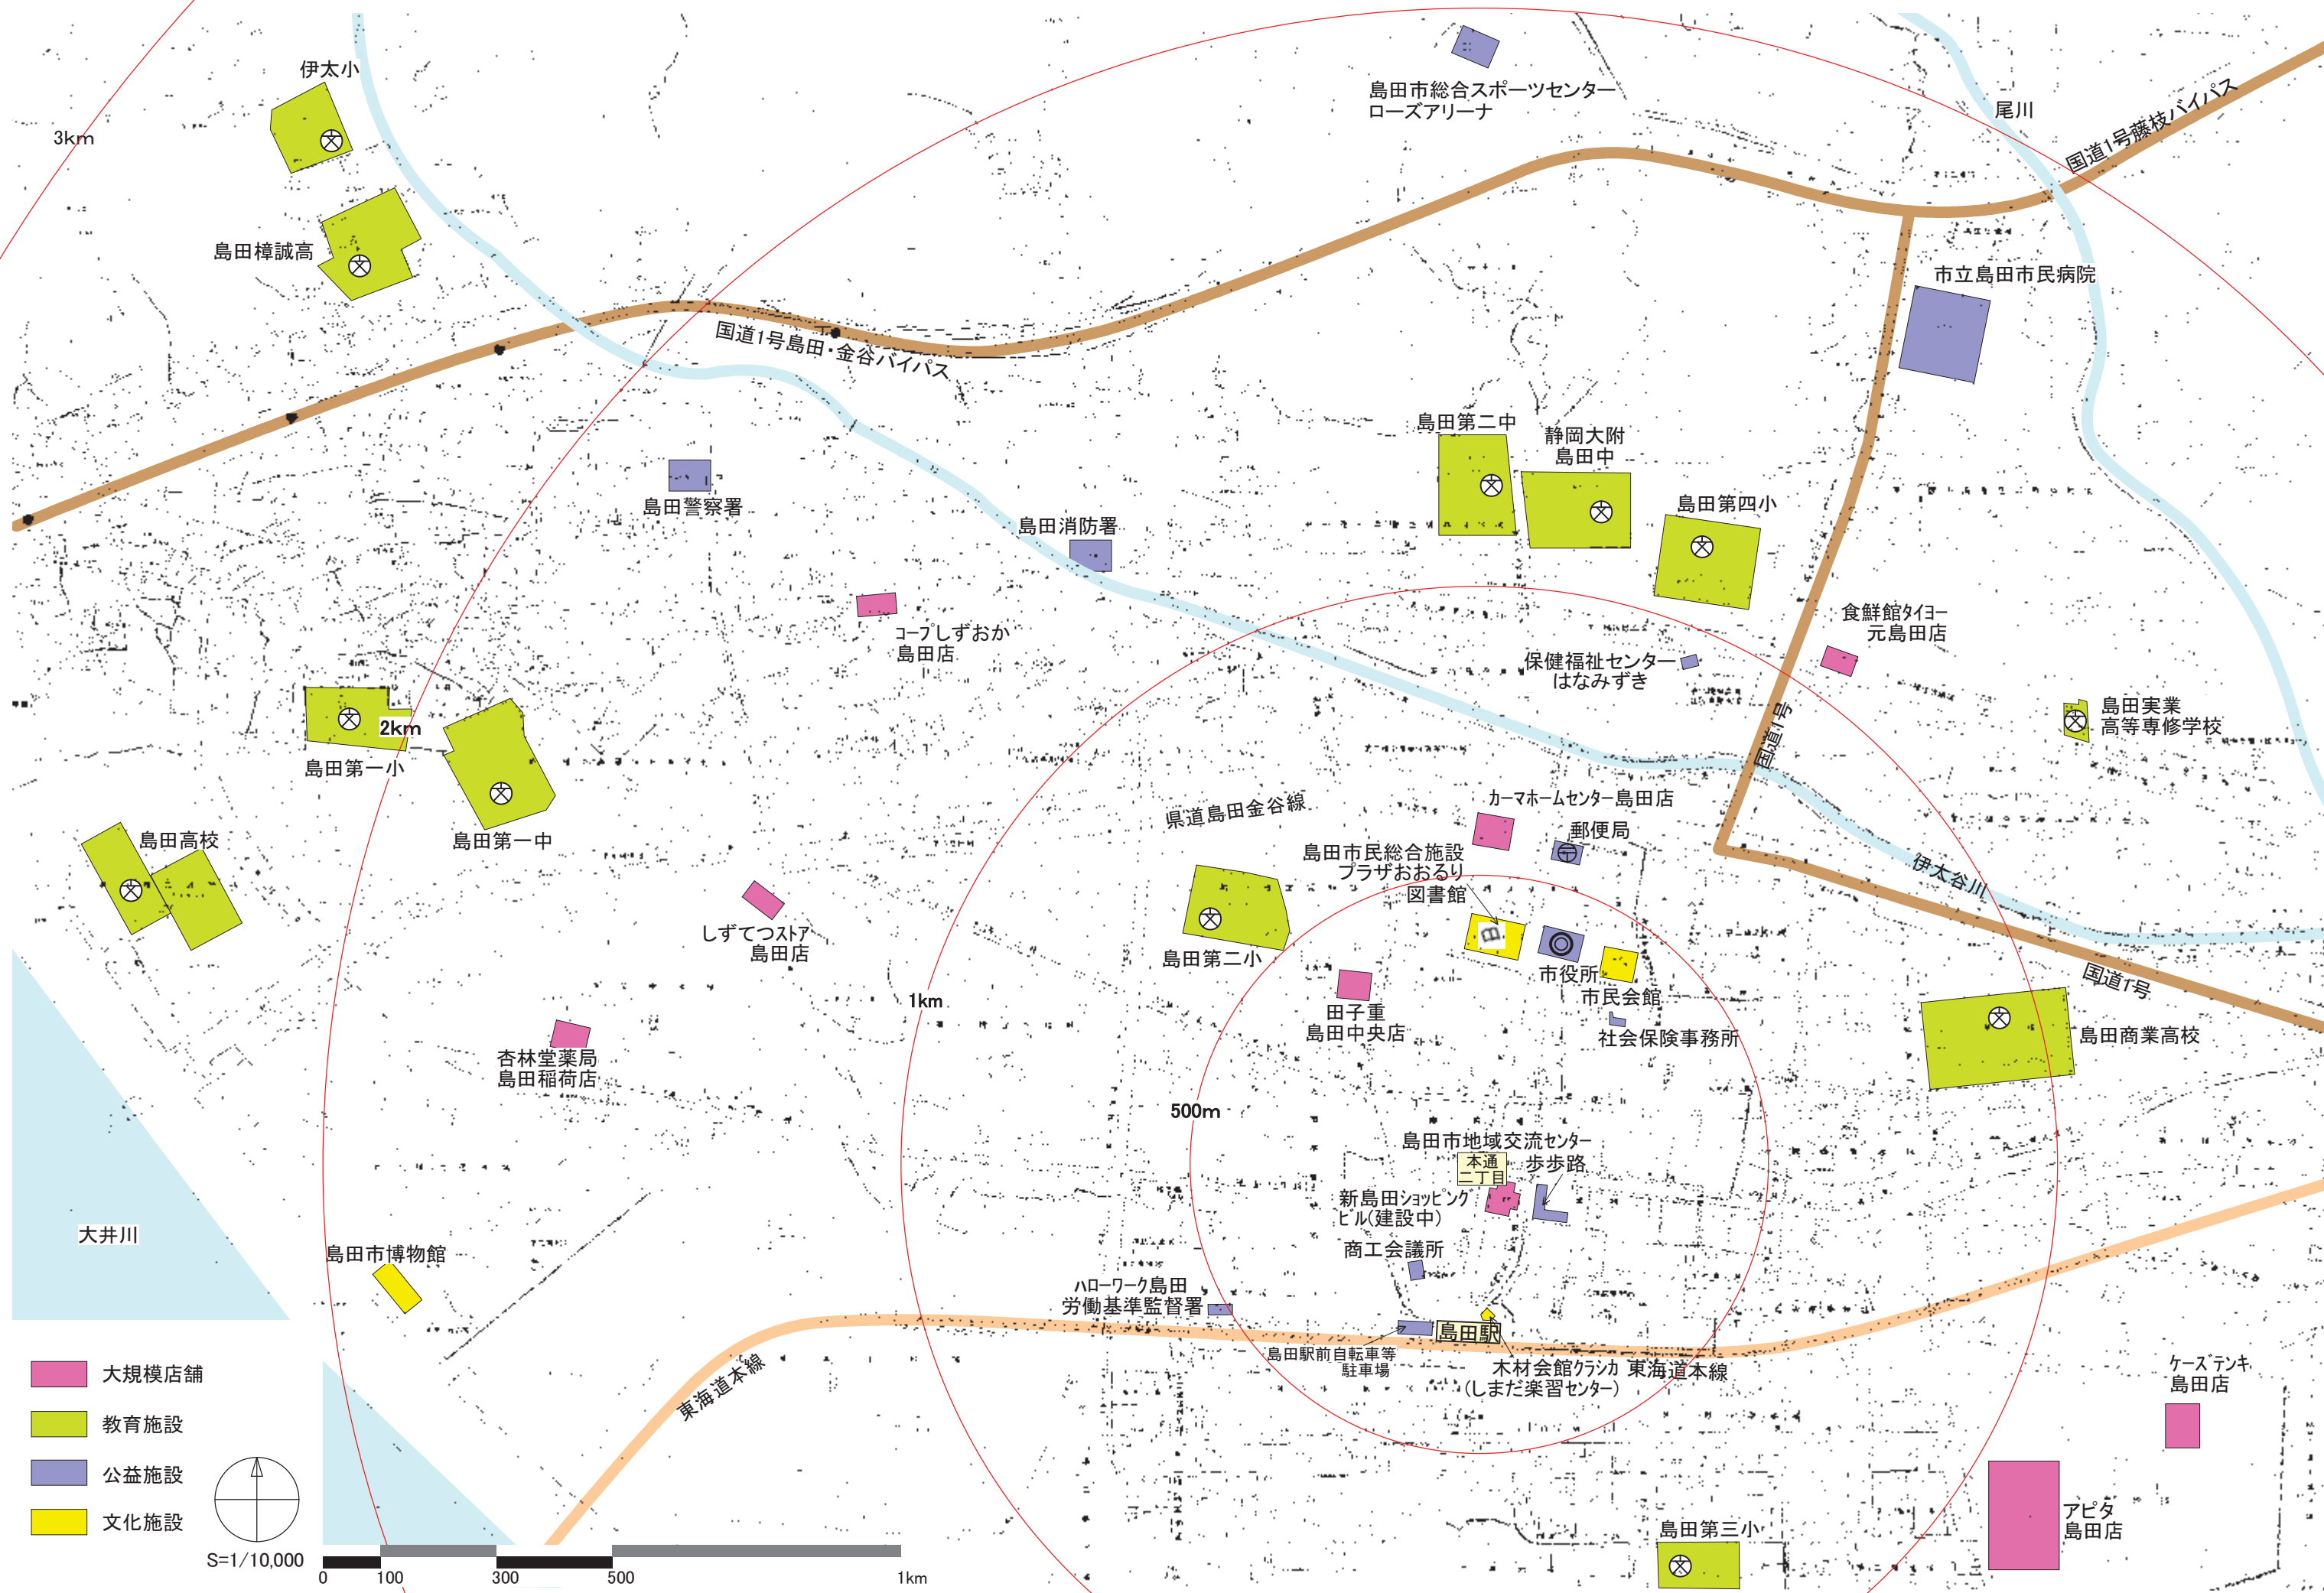 伊太小
3km
島田市総合スポーツセンター
ローズアリーナ
尾川
国道1号藤枝バイパス
島田樟誠高
市立島田市民病院
国道1号島田・金谷バイパス
島田第二中
静岡大附
島田中
島田警察署
島田消防署
島田第四小
食鮮館タイヨー
元島田店
コープしずおか
島田店
保健福祉センター
はなみずき
島田実業
高等専修学校
2km
国道1号
島田第一小
県道島田金谷線
カーマホームセンター島田店
島田高校
島田第一中
郵便局
島田市民総合施設
プラザおおるり
図書館
伊太谷川
しずてつストア
島田店
島田第二小
市役所
市民会館
国道1号
1km
田子重
島田中央店
社会保険事務所
島田商業高校
杏林堂薬局
島田稲荷店
500m
島田市地域交流センター
歩歩路
本通
二丁目
新島田ショッピング
ビル(建設中)
大井川
島田市博物館
商工会議所
ハローワーク島田
労働基準監督署
島田駅
島田駅前自転車等
駐車場
木材会館クラシカ
(しまだ楽習センター)
東海道本線
東海道本線
ケーズデンキ
島田店
大規模店舗
教育施設
公益施設
文化施設
アピタ
島田店
島田第三小
S=1/10,000
0 100 300 500 1km